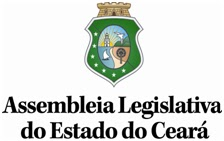 Assembleia Legislativa
do Estado do Ceará